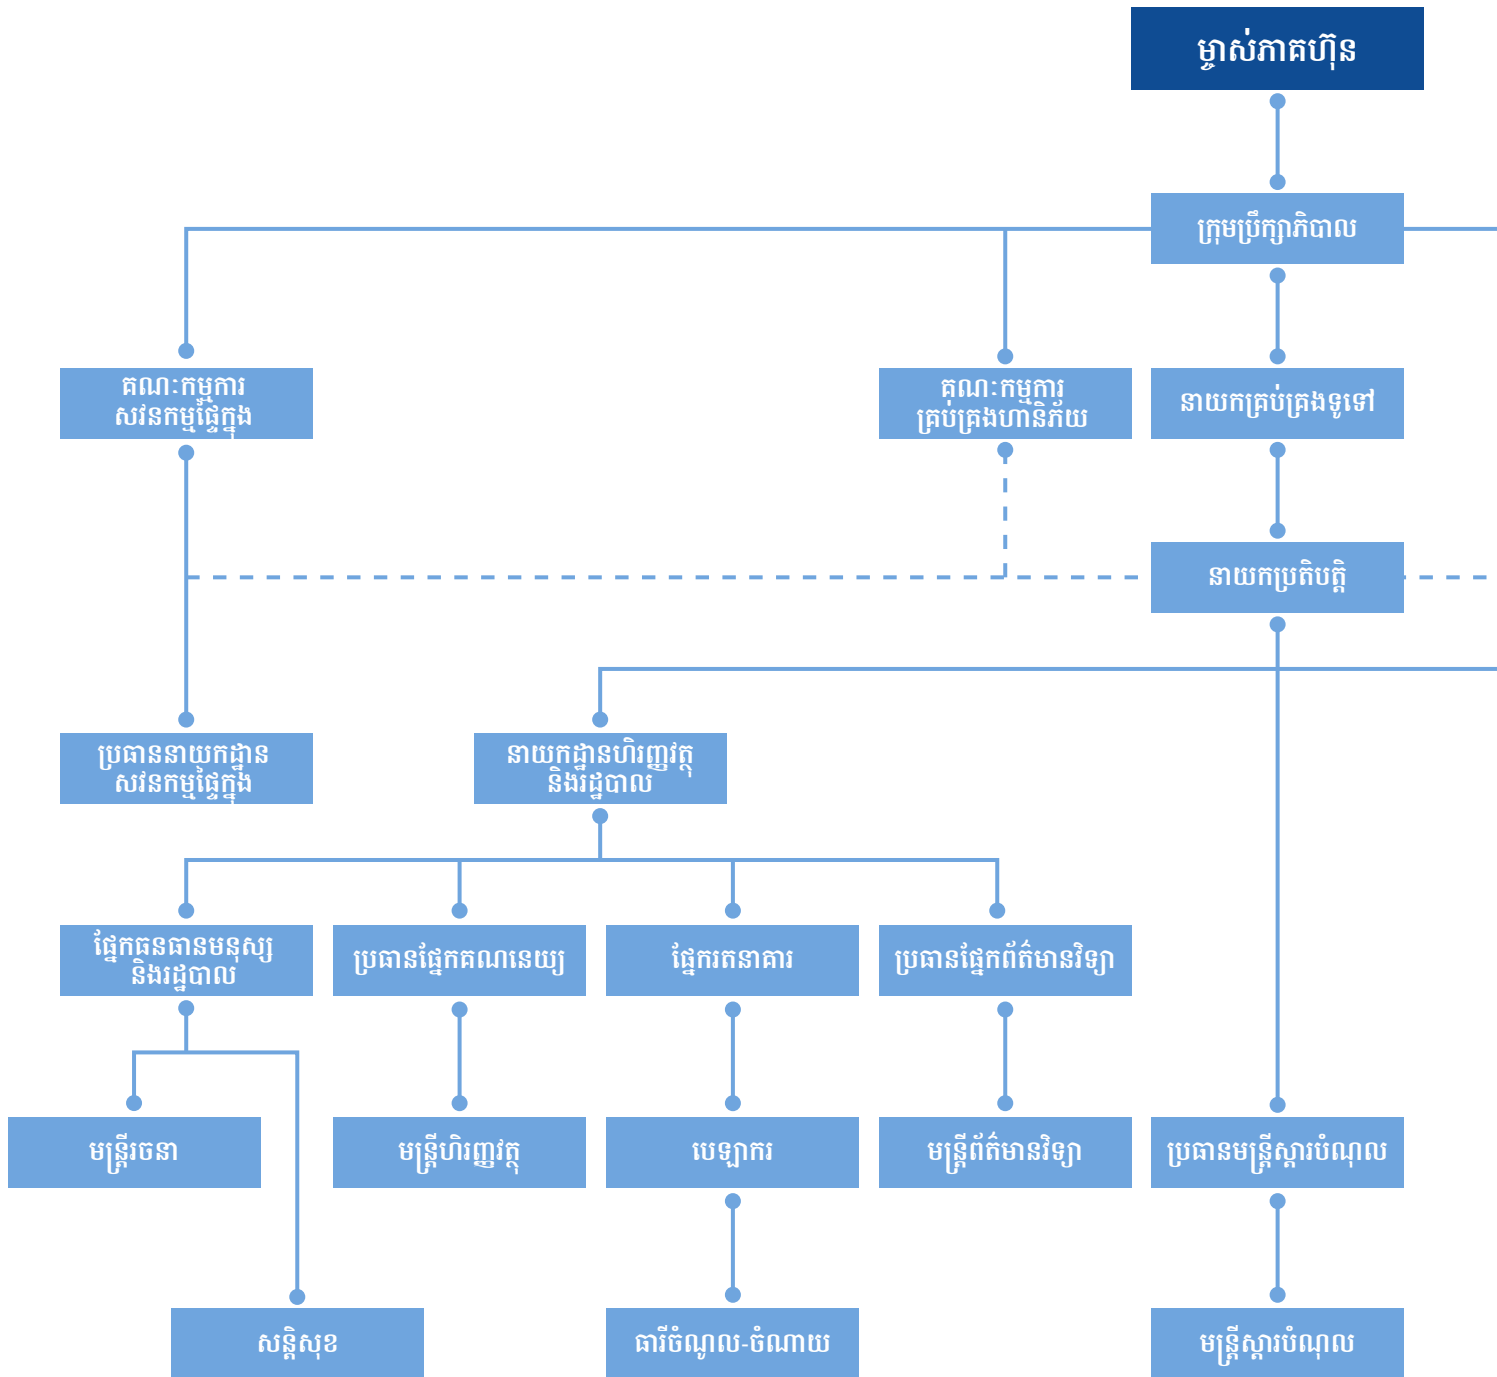 ម្ចាស់ភាគហ៊ុន
ក្រុមប្រឹក្សាភិបាល
គណៈកម្មការ
សវនកម្មផ្ទៃក្នុង
គណៈកម្មការ
គ្រប់គ្រងហានិភ័យ
នាយកគ្រប់គ្រងទូទៅ
នាយកប្រតិបត្តិ
ប្រធាននាយកដ្ឋាន
សវនកម្មផ្ទៃក្នុង
នាយកដ្ឋានហិរញ្ញវត្ថុ
និងរដ្ឋបាល
ផ្នែកធនធានមនុស្ស
និងរដ្ឋបាល
ប្រធានផ្នែកគណនេយ្យ
ផ្នែករតនាគារ
ប្រធានផ្នែកព័ត៌មានវិទ្យា
មន្ត្រីរចនា
មន្ត្រីហិរញ្ញវត្ថុ
បេឡាករ
មន្ត្រីព័ត៌មានវិទ្យា
ប្រធានមន្ត្រីស្តារបំណុល
សន្តិសុខ
ធារីចំណូល-ចំណាយ
មន្ត្រីស្តារបំណុល